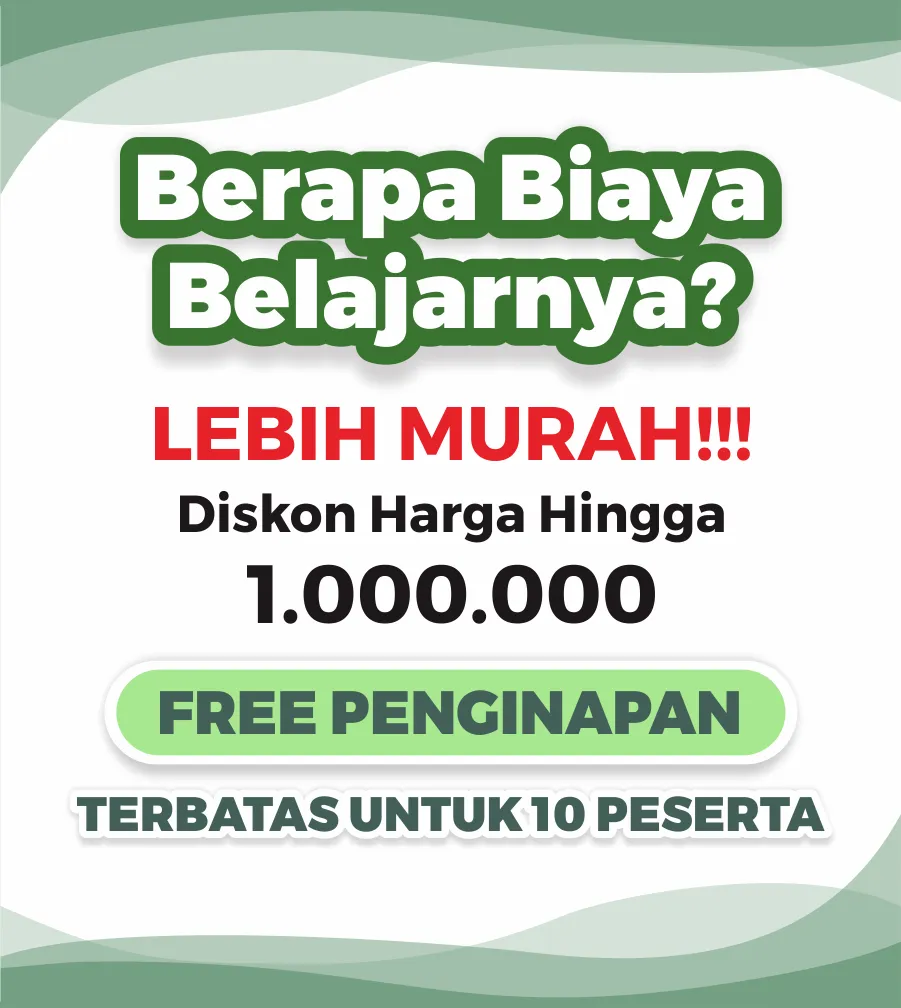 Berapa Biaya
Belajarnya?
LEBIH MURAH!!!
Diskon Harga Hingga
1.000.000
FREE PENGINAPAN
TERBATAS UNTUK 10 PESERTA